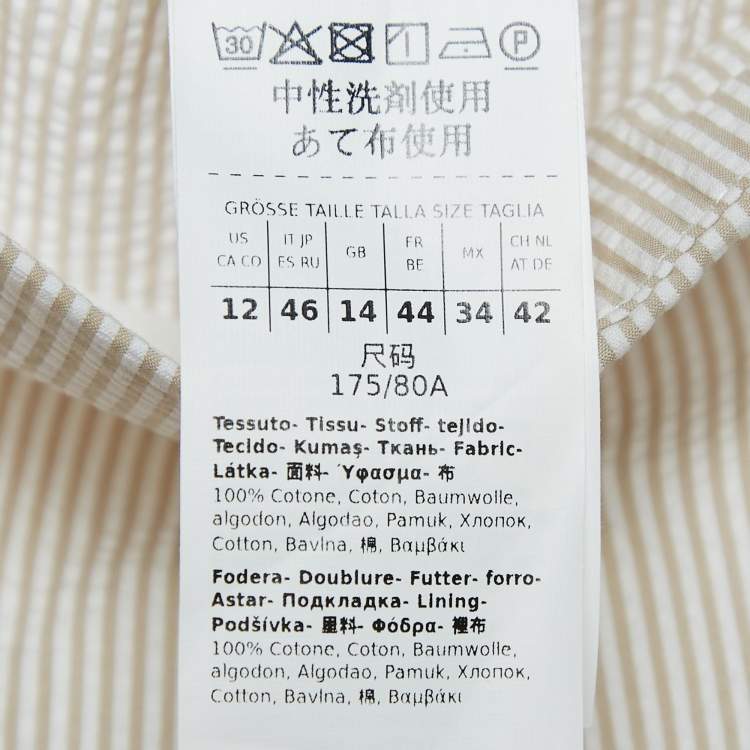 30 P
中性洗剤使用
あて布使用
GRÖSSE TAILLE TALLA SIZE TAGLIA
US CA CO IT JP ES RU GB FR BE MX CH NL AT DE
12 46 14 44 34 42
尺码
175/80A
Tessuto- Tissu- Stoff- tejido-
Tecido- Kumaş- Ткань- Fabric-
Látka- 面料- Ύφασμα- 布
100% Cotone, Coton, Baumwolle,
algodon, Algodao, Pamuk, Хлопок,
Cotton, Bavlna, 棉, Βαμβάκι
Fodera- Doublure- Futter- forro-
Astar- Подкладка- Lining-
Podšívka- 里料- Φόδρα- 裡布
100% Cotone, Coton, Baumwolle,
algodon, Algodao, Pamuk, Хлопок,
Cotton, Bavlna, 棉, Βαμβάκι